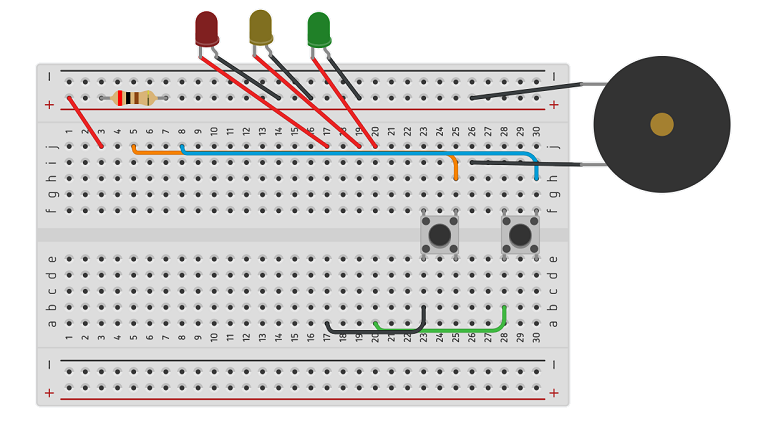 − −
+ +
1 2 3 4 5 6 7 8 9 10 11 12 13 14 15 16 17 18 19 20 21 22 23 24 25 26 27 28 29 30
j j
i i
h h
g g
f f
e e
d d
c c
b b
a a
1 2 3 4 5 6 7 8 9 10 11 12 13 14 15 16 17 18 19 20 21 22 23 24 25 26 27 28 29 30
− −
+ +